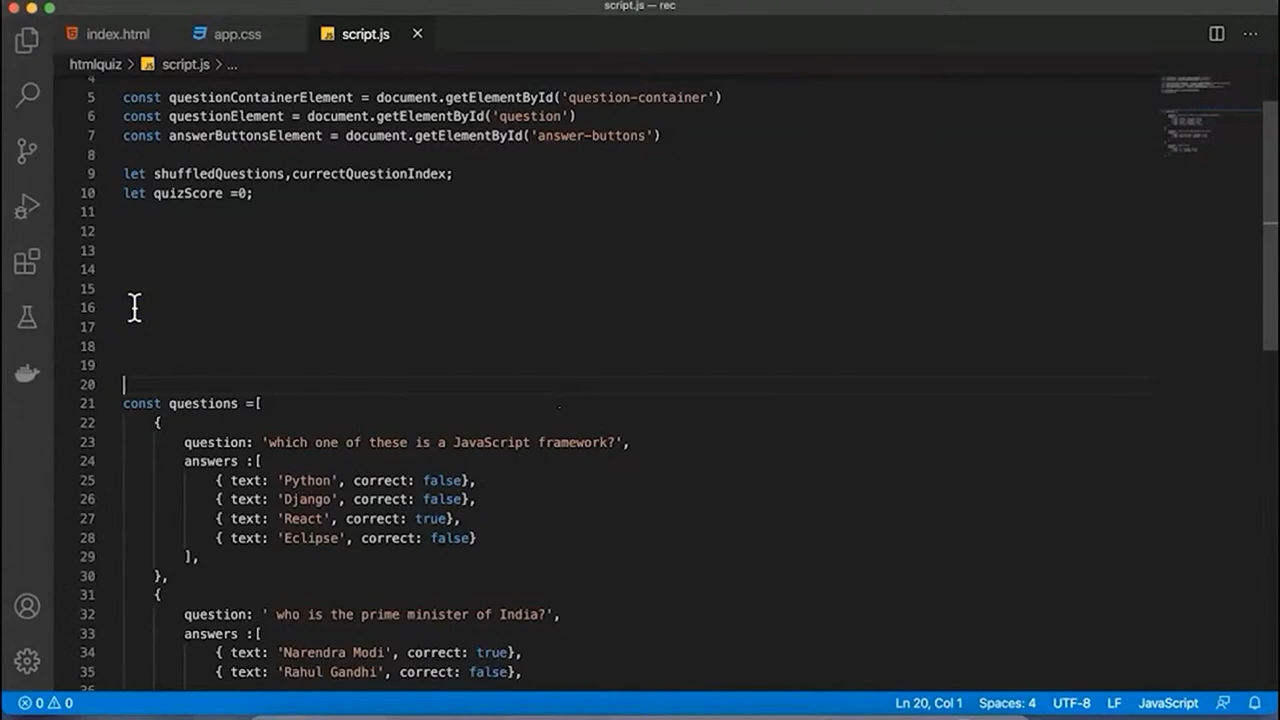 script.js — rec
index.html app.css JS script.js
htmlquiz > JS script.js > ...
4
5 const questionContainerElement = document.getElementById('question-container')
6 const questionElement = document.getElementById('question')
7 const answerButtonsElement = document.getElementById('answer-buttons')
8
9 let shuffledQuestions,currectQuestionIndex;
10 let quizScore =0;
11
12
13
14
15
16
17
18
19
20
21 const questions =[
22 {
23 question: 'which one of these is a JavaScript framework?',
24 answers :[
25 { text: 'Python', correct: false},
26 { text: 'Django', correct: false},
27 { text: 'React', correct: true},
28 { text: 'Eclipse', correct: false}
29 ],
30 },
31 {
32 question: ' who is the prime minister of India?',
33 answers :[
34 { text: 'Narendra Modi', correct: true},
35 { text: 'Rahul Gandhi', correct: false},
0 0 Ln 20, Col 1 Spaces: 4 UTF-8 LF JavaScript